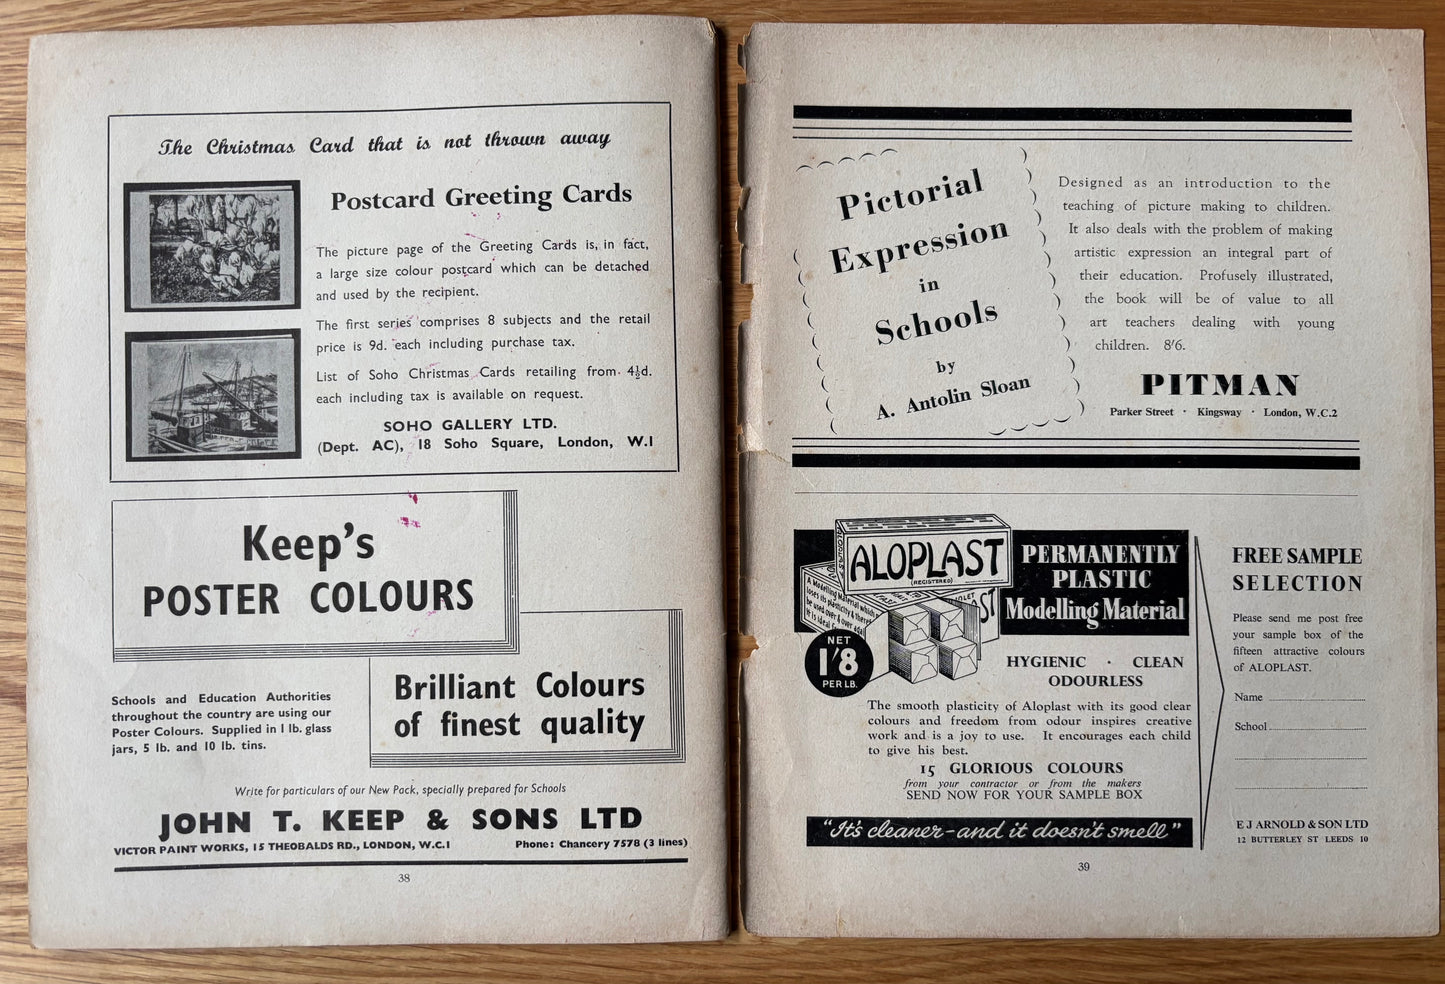 The Christmas Card that is not thrown away
Postcard Greeting Cards
The picture page of the Greeting Cards is, in fact,
a large size colour postcard which can be detached
and used by the recipient.
The first series comprises 8 subjects and the retail
price is 9d. each including purchase tax.
List of Soho Christmas Cards retailing from 4½d.
each including tax is available on request.
SOHO GALLERY LTD.
(Dept. AC), 18 Soho Square, London, W.1
Keep's
POSTER COLOURS
Brilliant Colours
of finest quality
Schools and Education Authorities
throughout the country are using our
Poster Colours. Supplied in 1 lb. glass
jars, 5 lb. and 10 lb. tins.
Write for particulars of our New Pack, specially prepared for Schools
JOHN T. KEEP & SONS LTD
VICTOR PAINT WORKS, 15 THEOBALDS RD., LONDON, W.C.1 Phone: Chancery 7578 (3 lines)
38
Pictorial
Expression
in
Schools
by
A. Antolin Sloan
Designed as an introduction to the
teaching of picture making to children.
It also deals with the problem of making
artistic expression an integral part of
their education. Profusely illustrated,
the book will be of value to all
art teachers dealing with young
children. 8/6.
PITMAN
Parker Street · Kingsway · London, W.C.2
ALOPLAST
(REGISTERED)
A Modelling Material which
loses its plasticity & therefore
be used over & over again
It is ideal
NET
1/8
PER LB.
PERMANENTLY
PLASTIC
Modelling Material
HYGIENIC · CLEAN
ODOURLESS
The smooth plasticity of Aloplast with its good clear
colours and freedom from odour inspires creative
work and is a joy to use. It encourages each child
to give his best.
15 GLORIOUS COLOURS
from your contractor or from the makers
SEND NOW FOR YOUR SAMPLE BOX
"It's cleaner-and it doesn't smell"
FREE SAMPLE
SELECTION
Please send me post free
your sample box of the
fifteen attractive colours
of ALOPLAST.
Name
School
E J ARNOLD & SON LTD
12 BUTTERLEY ST LEEDS 10
39